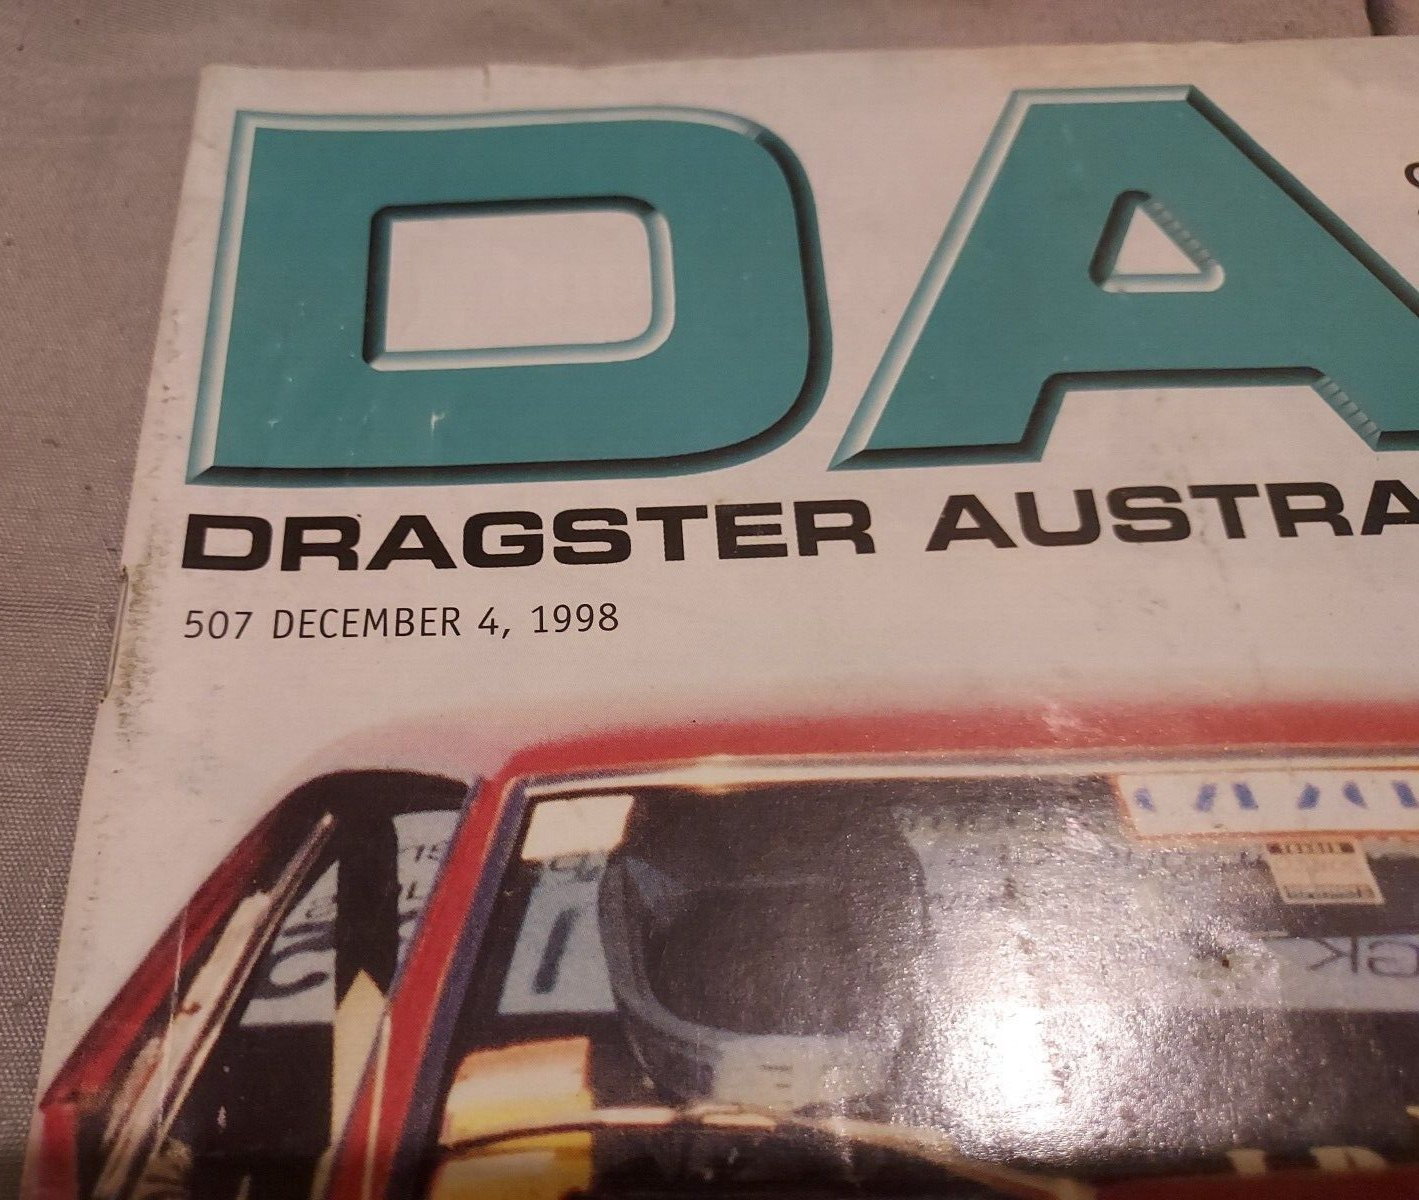 DA
DRAGSTER AUSTRA
507 DECEMBER 4, 1998